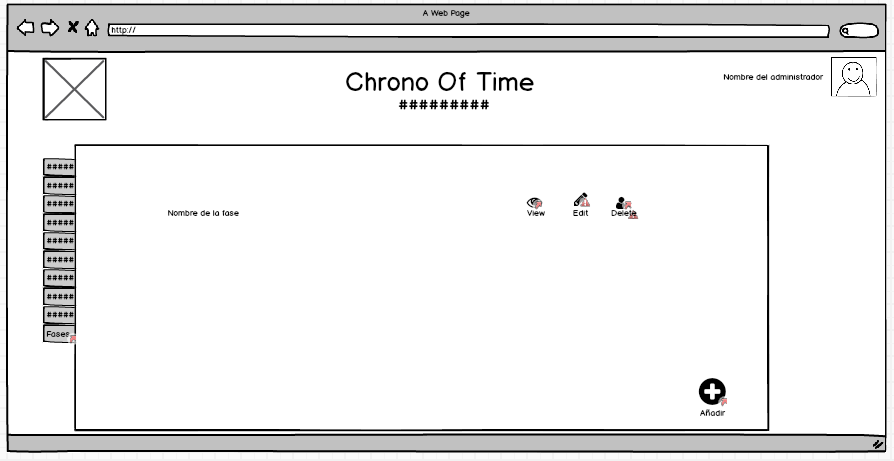 A Web Page
http://
Chrono Of Time
#########
Nombre del administrador
#####
#####
#####
#####
#####
#####
#####
#####
#####
Fases
Nombre de la fase
View
Edit
Delete
Añadir